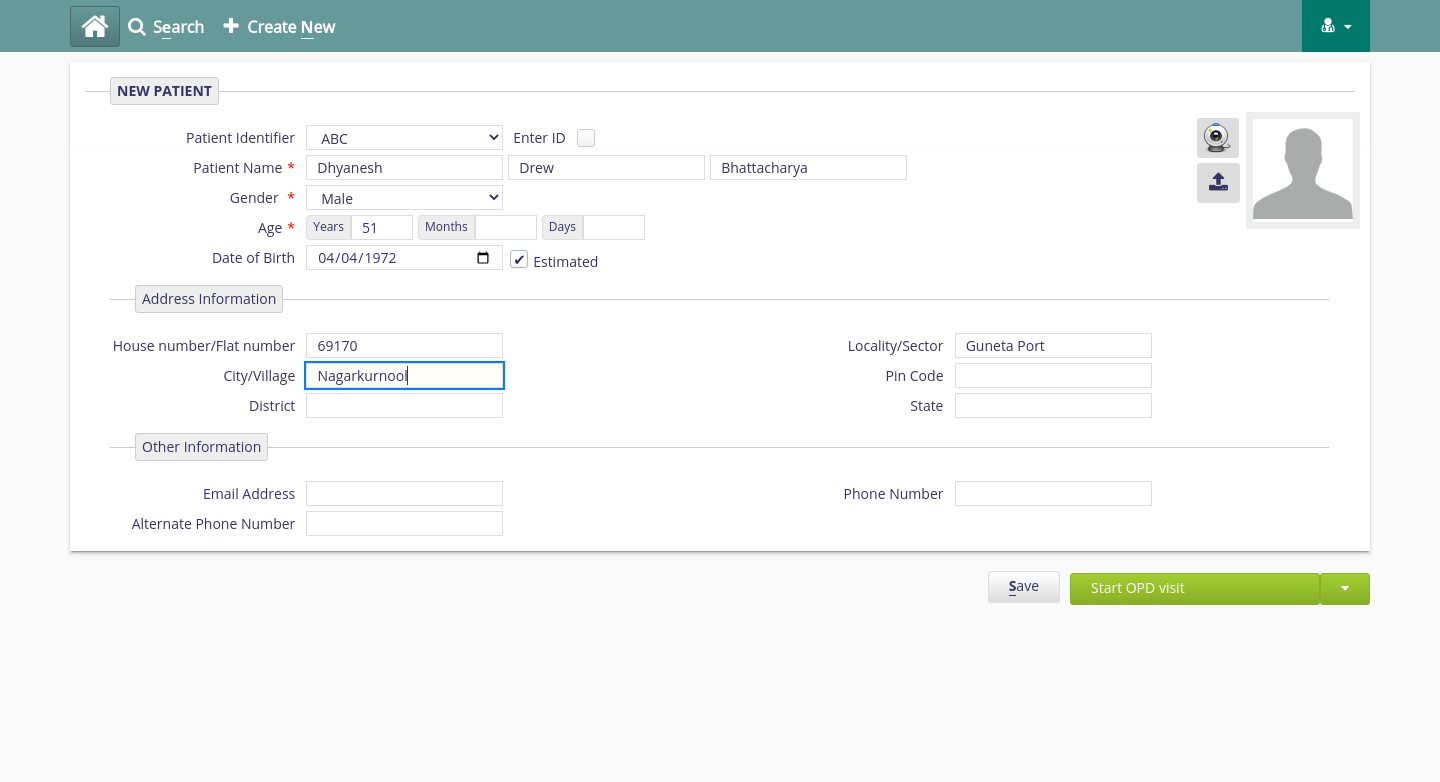 Search Create New
NEW PATIENT
Patient Identifier ABC Enter ID
Patient Name * Dhyanesh Drew Bhattacharya
Gender * Male
Age * Years 51 Months Days
Date of Birth 04/04/1972 ✔ Estimated
Address Information
House number/Flat number 69170 Locality/Sector Guneta Port
City/Village Nagarkurnool Pin Code
District State
Other Information
Email Address Phone Number
Alternate Phone Number
Save Start OPD visit